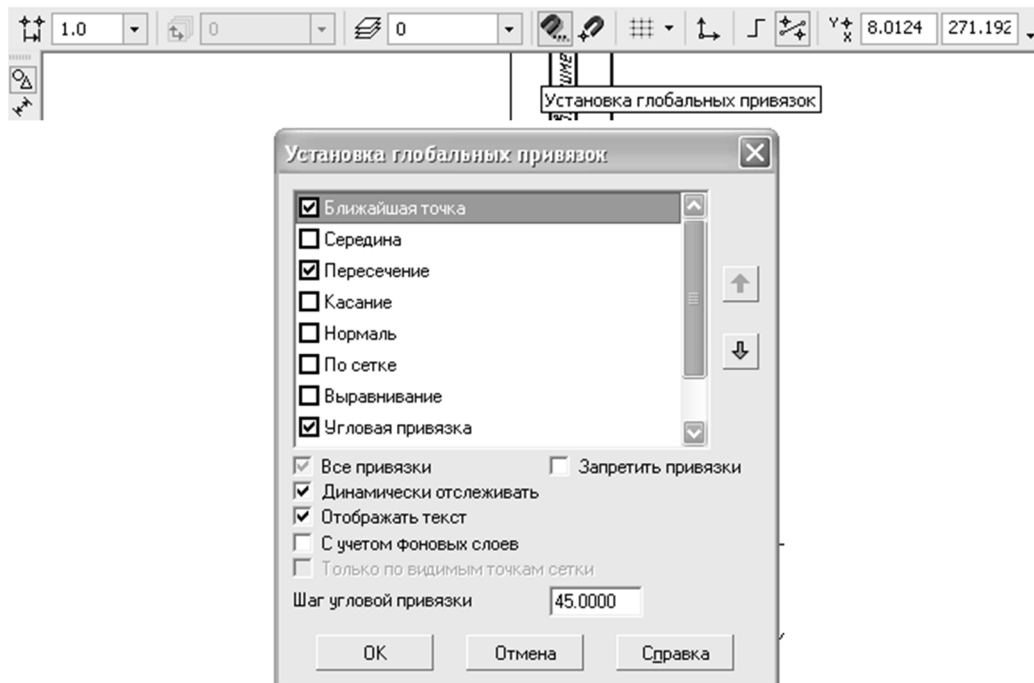 1.0 0 0 8.0124 271.192
Установка глобальных привязок
Установка глобальных привязок
Ближайшая точка
Середина
Пересечение
Касание
Нормаль
По сетке
Выравнивание
Угловая привязка
Все привязки Запретить привязки
Динамически отслеживать
Отображать текст
С учетом фоновых слоев
Только по видимым точкам сетки
Шаг угловой привязки 45.0000
OK Отмена Справка